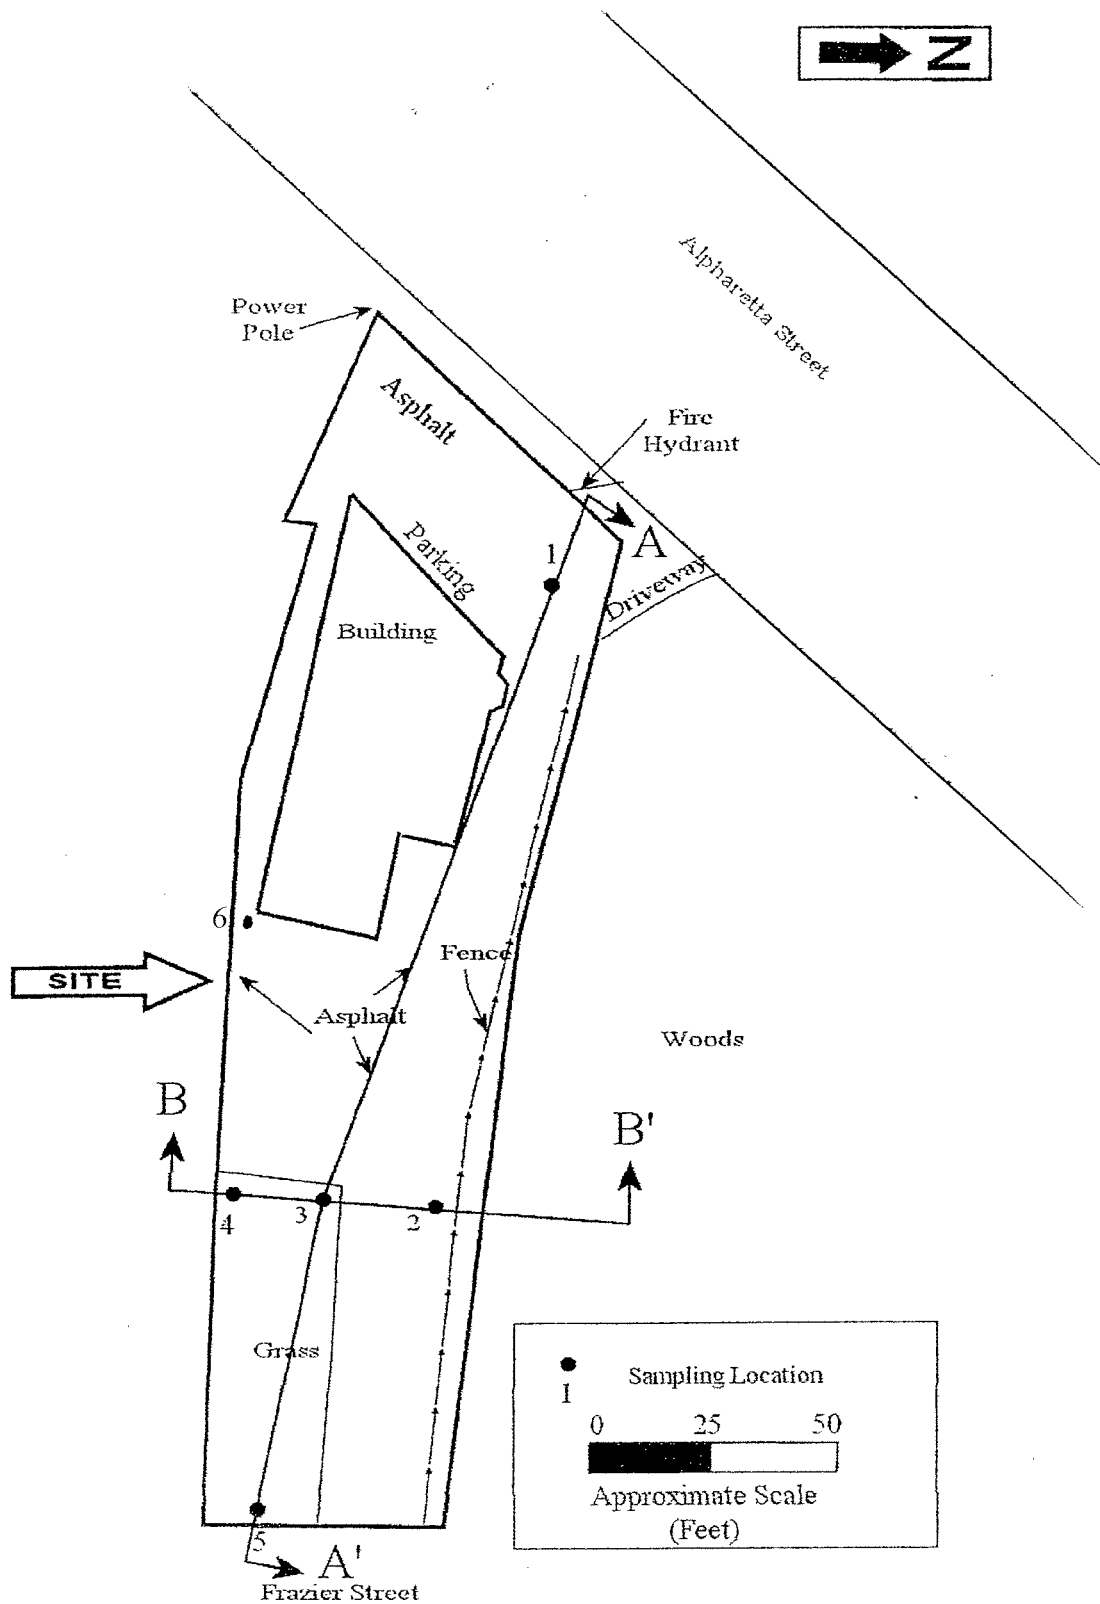 N
Alpharetta Street
Power
Pole
Asphalt
Fire
Hydrant
A
1
Parking
Driveway
Building
6
Fence
SITE
Asphalt
Woods
B
B'
4
3
2
Grass
1
Sampling Location
0 25 50
Approximate Scale
(Feet)
5
A'
Frazier Street